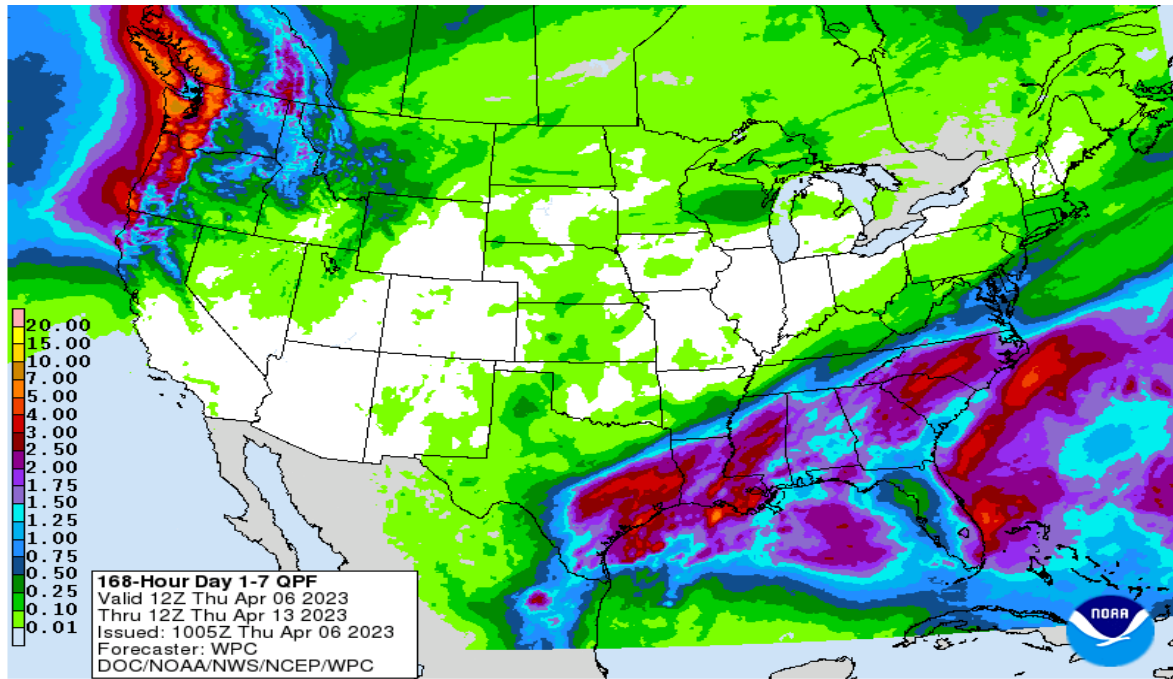 20.00
15.00
10.00
7.00
5.00
4.00
3.00
2.50
2.00
1.75
1.50
1.25
1.00
0.75
0.50
0.25
0.10
0.01
168-Hour Day 1-7 QPF
Valid 12Z Thu Apr 06 2023
Thru 12Z Thu Apr 13 2023
Issued: 1005Z Thu Apr 06 2023
Forecaster: WPC
DOC/NOAA/NWS/NCEP/WPC
NOAA